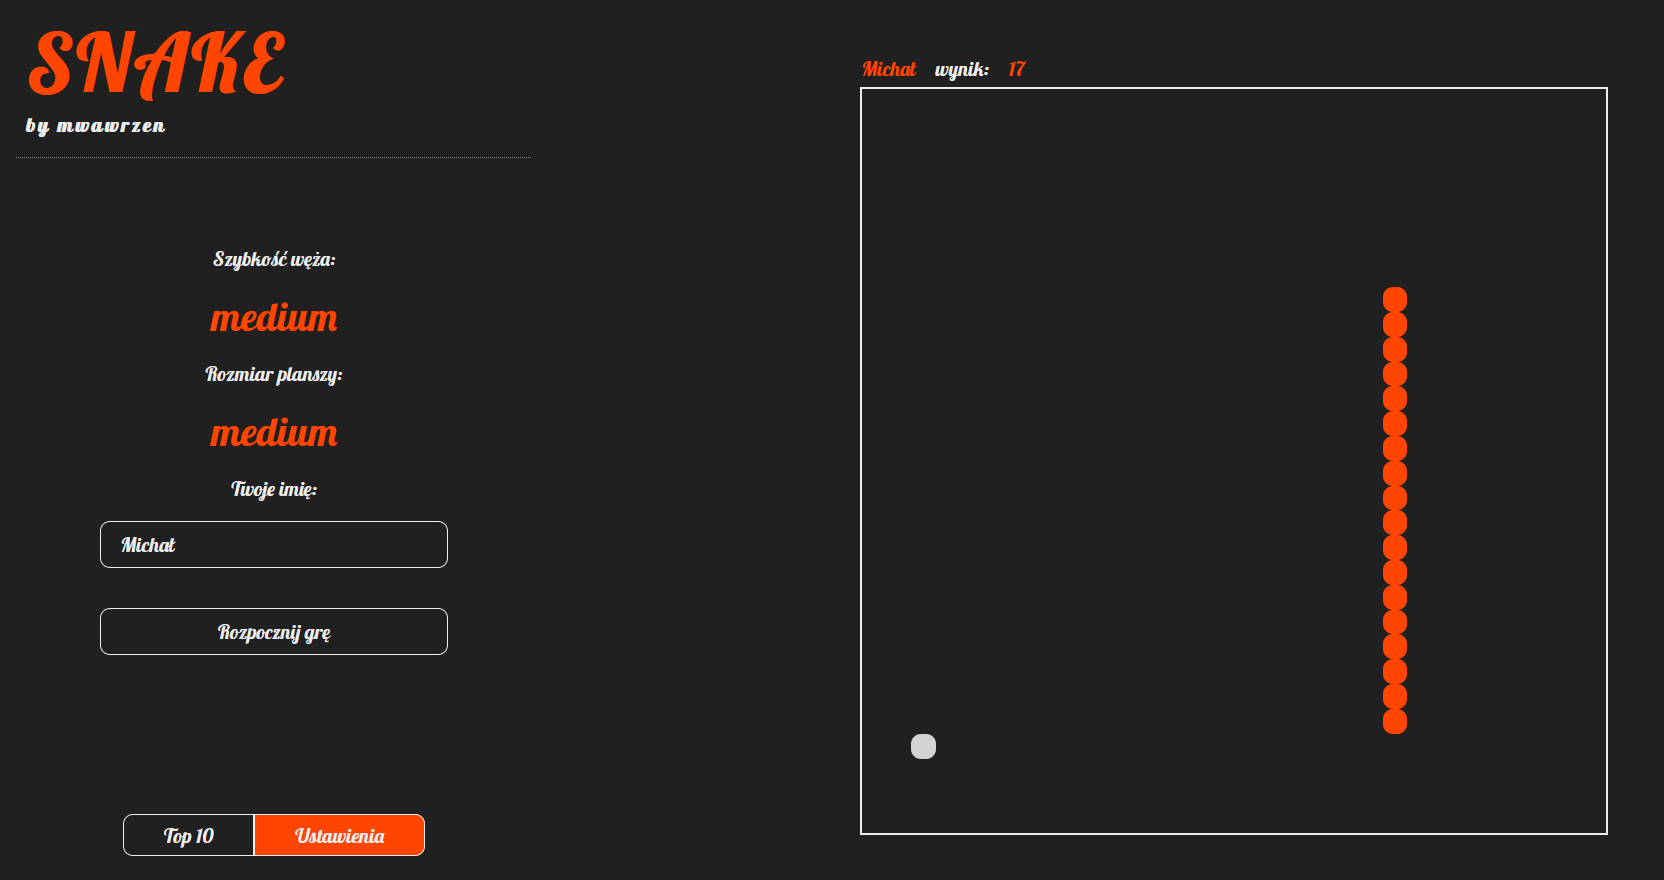 SNAKE
by mwawrzen
Szybkość węża:
medium
Rozmiar planszy:
medium
Twoje imię:
Michał
Rozpocznij grę
Top 10 Ustawienia
Michał wynik: 17